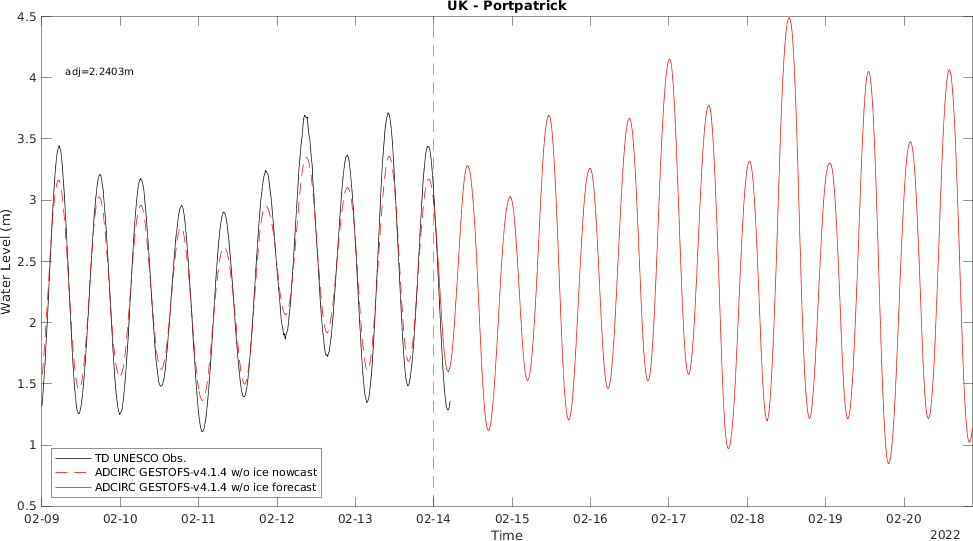 UK - Portpatrick
4.5
4
3.5
3
2.5
2
1.5
1
0.5
Water Level (m)
adj=2.2403m
TD UNESCO Obs.
ADCIRC GESTOFS-v4.1.4 w/o ice nowcast
ADCIRC GESTOFS-v4.1.4 w/o ice forecast
02-09 02-10 02-11 02-12 02-13 02-14 02-15 02-16 02-17 02-18 02-19 02-20
Time
2022